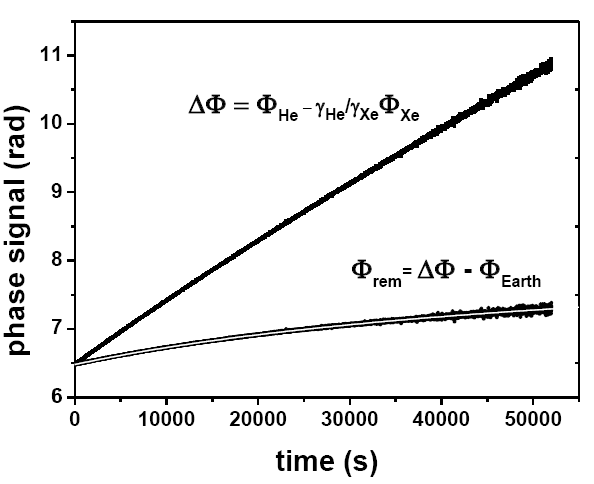 11
10
9
8
7
6
phase signal (rad)
ΔΦ = ΦHe – γHe/γXeΦXe
Φrem= ΔΦ - ΦEarth
0 10000 20000 30000 40000 50000
time (s)